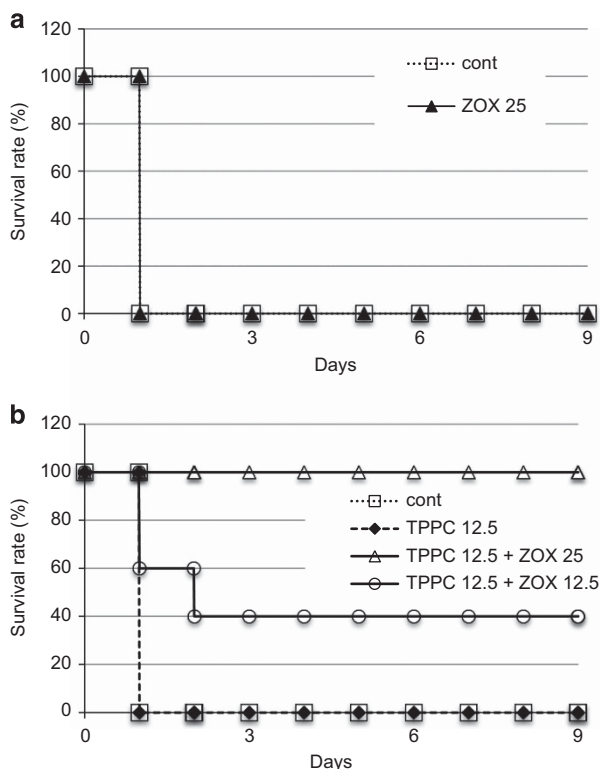 a
120
100
80
60
40
20
0
Survival rate (%)
cont
ZOX 25
0 3 6 9
Days
b
120
100
80
60
40
20
0
Survival rate (%)
cont
TPPC 12.5
TPPC 12.5 + ZOX 25
TPPC 12.5 + ZOX 12.5
0 3 6 9
Days